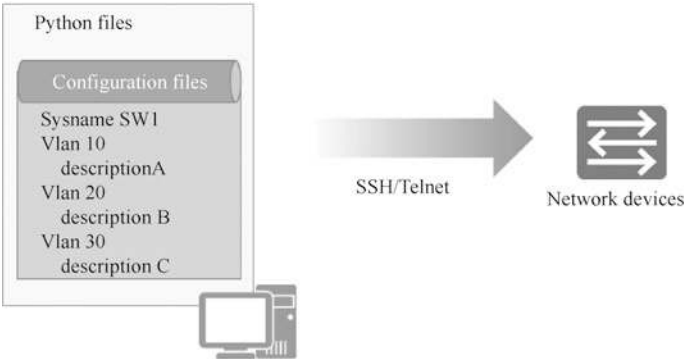 Python files
Configuration files
Sysname SW1
Vlan 10
descriptionA
Vlan 20
description B
Vlan 30
description C
SSH/Telnet
Network devices